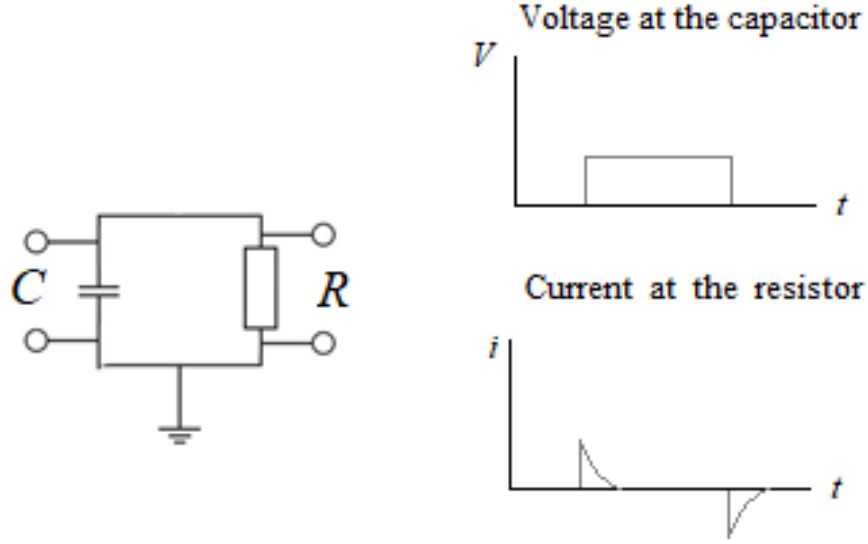 Voltage at the capacitor
V
t
C
R
Current at the resistor
i
t